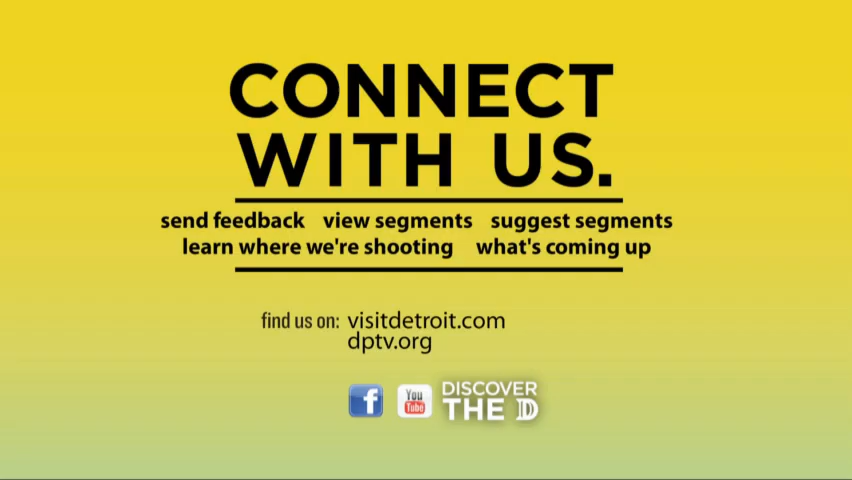 CONNECT
WITH US.
send feedback view segments suggest segments
learn where we're shooting what's coming up
find us on: visitdetroit.com
dptv.org
f You Tube DISCOVER THE D